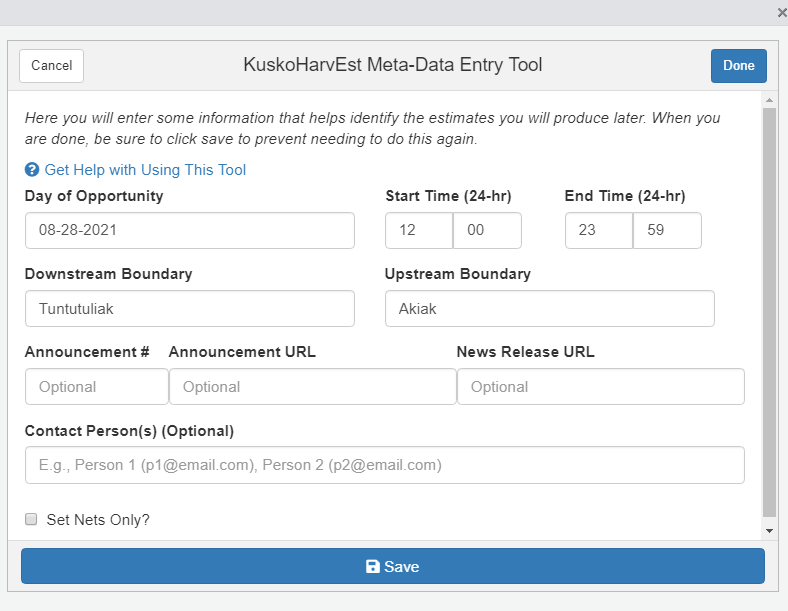 Cancel
KuskoHarvEst Meta-Data Entry Tool
Done
Here you will enter some information that helps identify the estimates you will produce later. When you
are done, be sure to click save to prevent needing to do this again.
Get Help with Using This Tool
Day of Opportunity
Start Time (24-hr)
End Time (24-hr)
08-28-2021
12
00
23
59
Downstream Boundary
Upstream Boundary
Tuntutuliak
Akiak
Announcement #
Announcement URL
News Release URL
Optional
Optional
Optional
Contact Person(s) (Optional)
E.g., Person 1 (p1@email.com), Person 2 (p2@email.com)
Set Nets Only?
Save